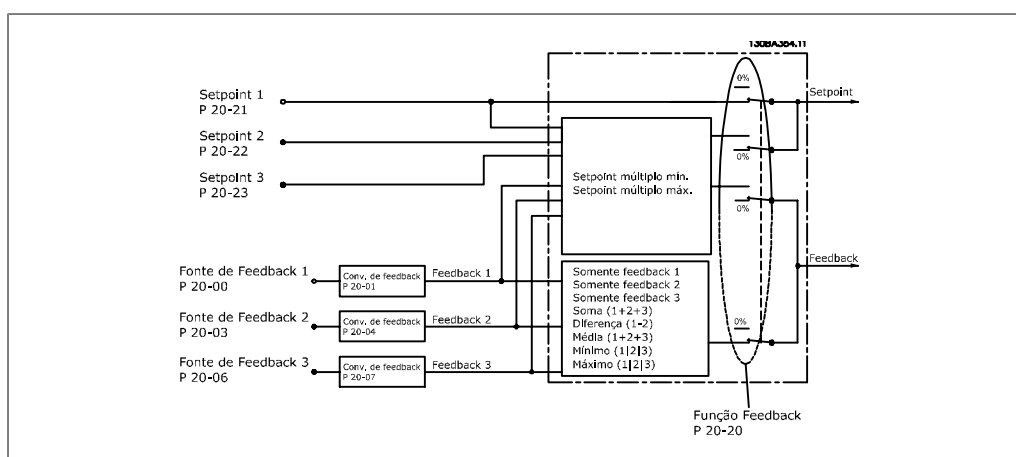 130BA354.11
Setpoint 1
P 20-21
Setpoint 2
P 20-22
Setpoint 3
P 20-23
0%
Setpoint
0%
Setpoint múltiplo mín.
Setpoint múltiplo máx.
0%
Feedback
Fonte de Feedback 1
P 20-00
Conv. de feedback
P 20-01
Feedback 1
Fonte de Feedback 2
P 20-03
Conv. de feedback
P 20-04
Feedback 2
Fonte de Feedback 3
P 20-06
Conv. de feedback
P 20-07
Feedback 3
Somente feedback 1
Somente feedback 2
Somente feedback 3
Soma (1+2+3)
Diferença (1-2)
Média (1+2+3)
Mínimo (1|2|3)
Máximo (1|2|3)
0%
Função Feedback
P 20-20